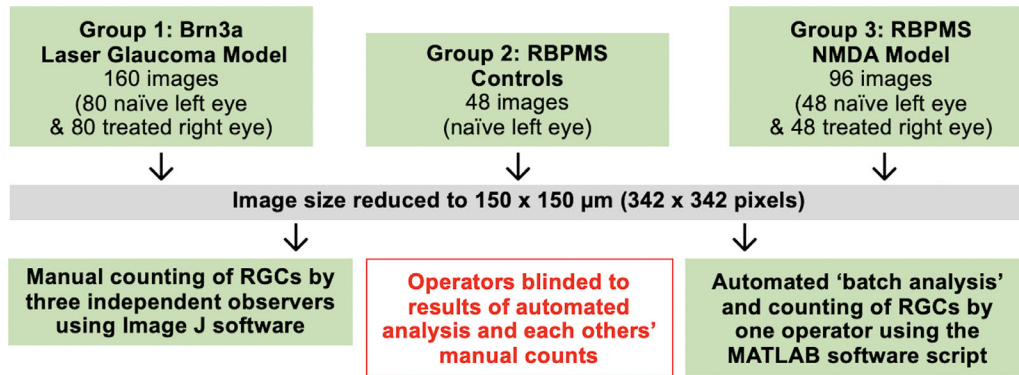 Group 1: Brn3a
Laser Glaucoma Model
160 images
(80 naïve left eye
& 80 treated right eye)
Group 2: RBPMS
Controls
48 images
(naïve left eye)
Group 3: RBPMS
NMDA Model
96 images
(48 naïve left eye
& 48 treated right eye)
Image size reduced to 150 x 150 µm (342 x 342 pixels)
Manual counting of RGCs by
three independent observers
using Image J software
Operators blinded to
results of automated
analysis and each others’
manual counts
Automated ‘batch analysis’
and counting of RGCs by
one operator using the
MATLAB software script